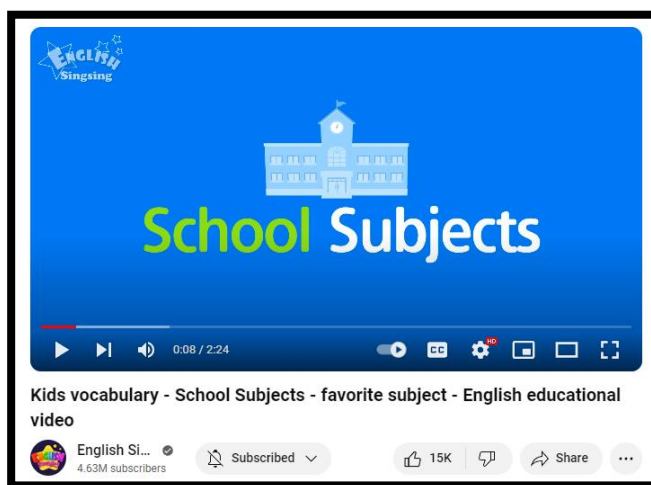 ENGLISH
Singsing
School Subjects
0:08 / 2:24
CC
HD
Kids vocabulary - School Subjects - favorite subject - English educational
video
English Si...
4.63M subscribers
Subscribed
15K
Share